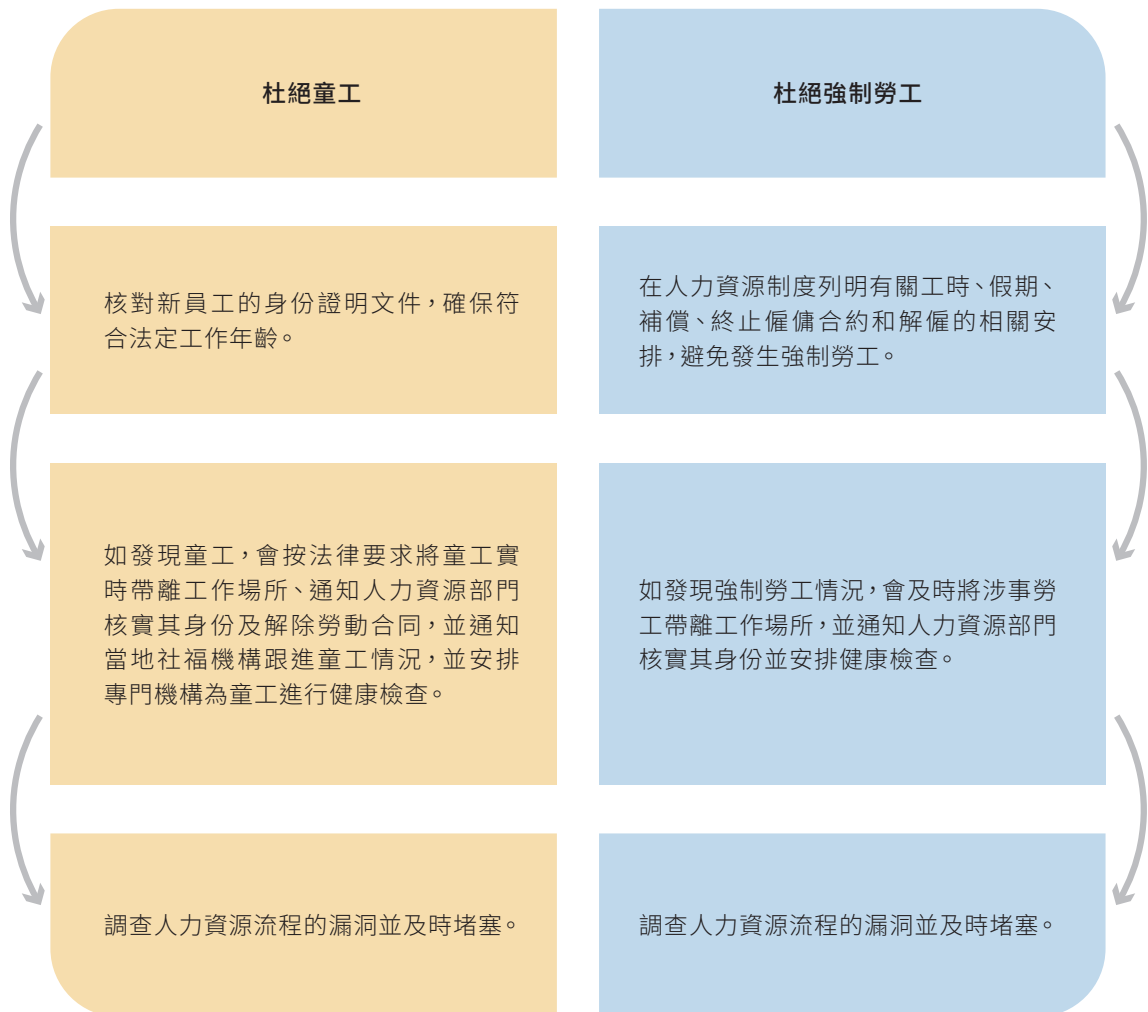 杜絕童工
核對新員工的身份證明文件，確保符
合法定工作年齡。
如發現童工，會按法律要求將童工實
時帶離工作場所、通知人力資源部門
核實其身份及解除勞動合同，並通知
當地社福機構跟進童工情況，並安排
專門機構為童工進行健康檢查。
調查人力資源流程的漏洞並及時堵塞。
杜絕強制勞工
在人力資源制度列明有關工時、假期、
補償、終止僱傭合約和解僱的相關安
排，避免發生強制勞工。
如發現強制勞工情況，會及時將涉事勞
工帶離工作場所，並通知人力資源部門
核實其身份並安排健康檢查。
調查人力資源流程的漏洞並及時堵塞。